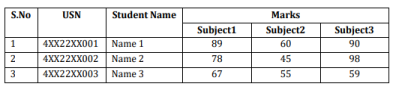 S.No USN Student Name Marks
Subject1 Subject2 Subject3
1 4XX22XX001 Name 1 89 60 90
2 4XX22XX002 Name 2 78 45 98
3 4XX22XX003 Name 3 67 55 59